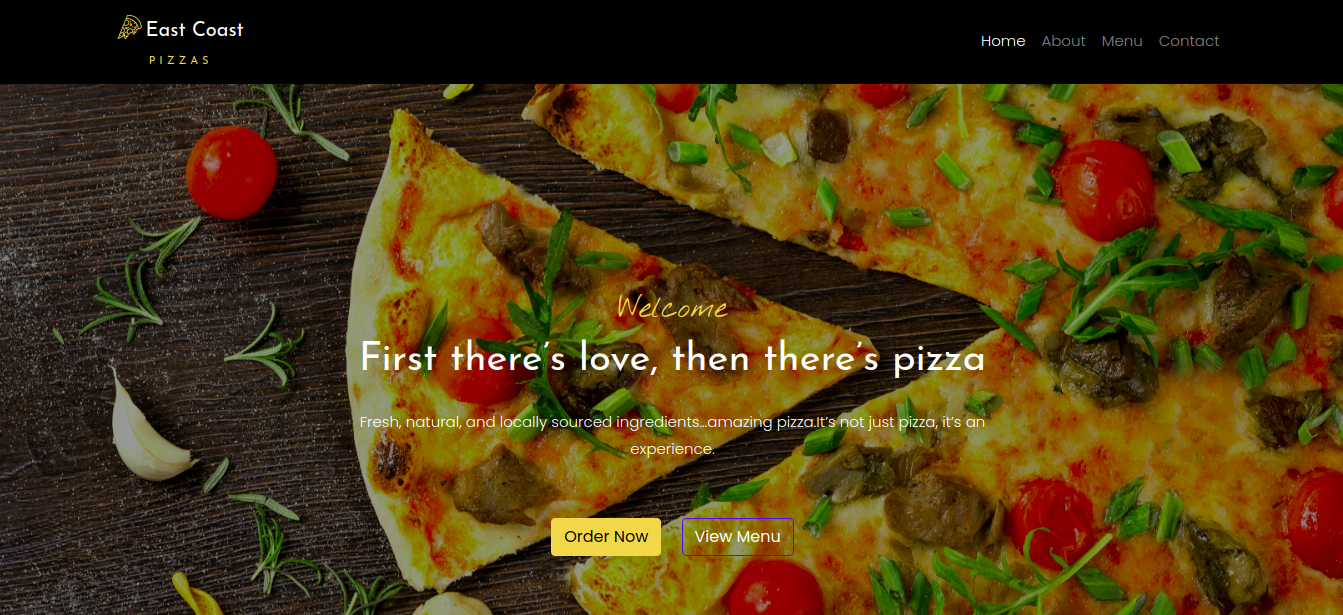 East Coast
PIZZAS
Home About Menu Contact
Welcome
First there's love, then there's pizza
Fresh, natural, and locally sourced ingredients...amazing pizza.It's not just pizza, it's an
experience.
Order Now View Menu